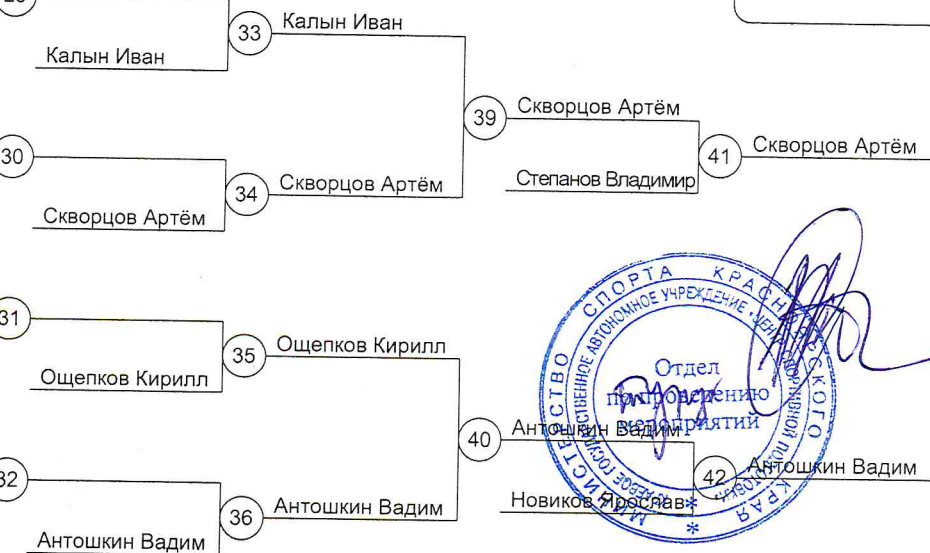 33
Калын Иван
Калын Иван
39
Скворцов Артём
41
Скворцов Артём
30
34
Скворцов Артём
Степанов Владимир
Скворцов Артём
31
35
Ощепков Кирилл
Ощепков Кирилл
40
Антошкин Вадим
42
Антошкин Вадим
32
Новиков Ярослав
36
Антошкин Вадим
Антошкин Вадим
МИНИСТЕРСТВО СПОРТА КРАСНОЯРСКОГО КРАЯ
КРАЕВОЕ ГОСУДАРСТВЕННОЕ АВТОНОМНОЕ УЧРЕЖДЕНИЕ
Отдел
по проведению
мероприятий